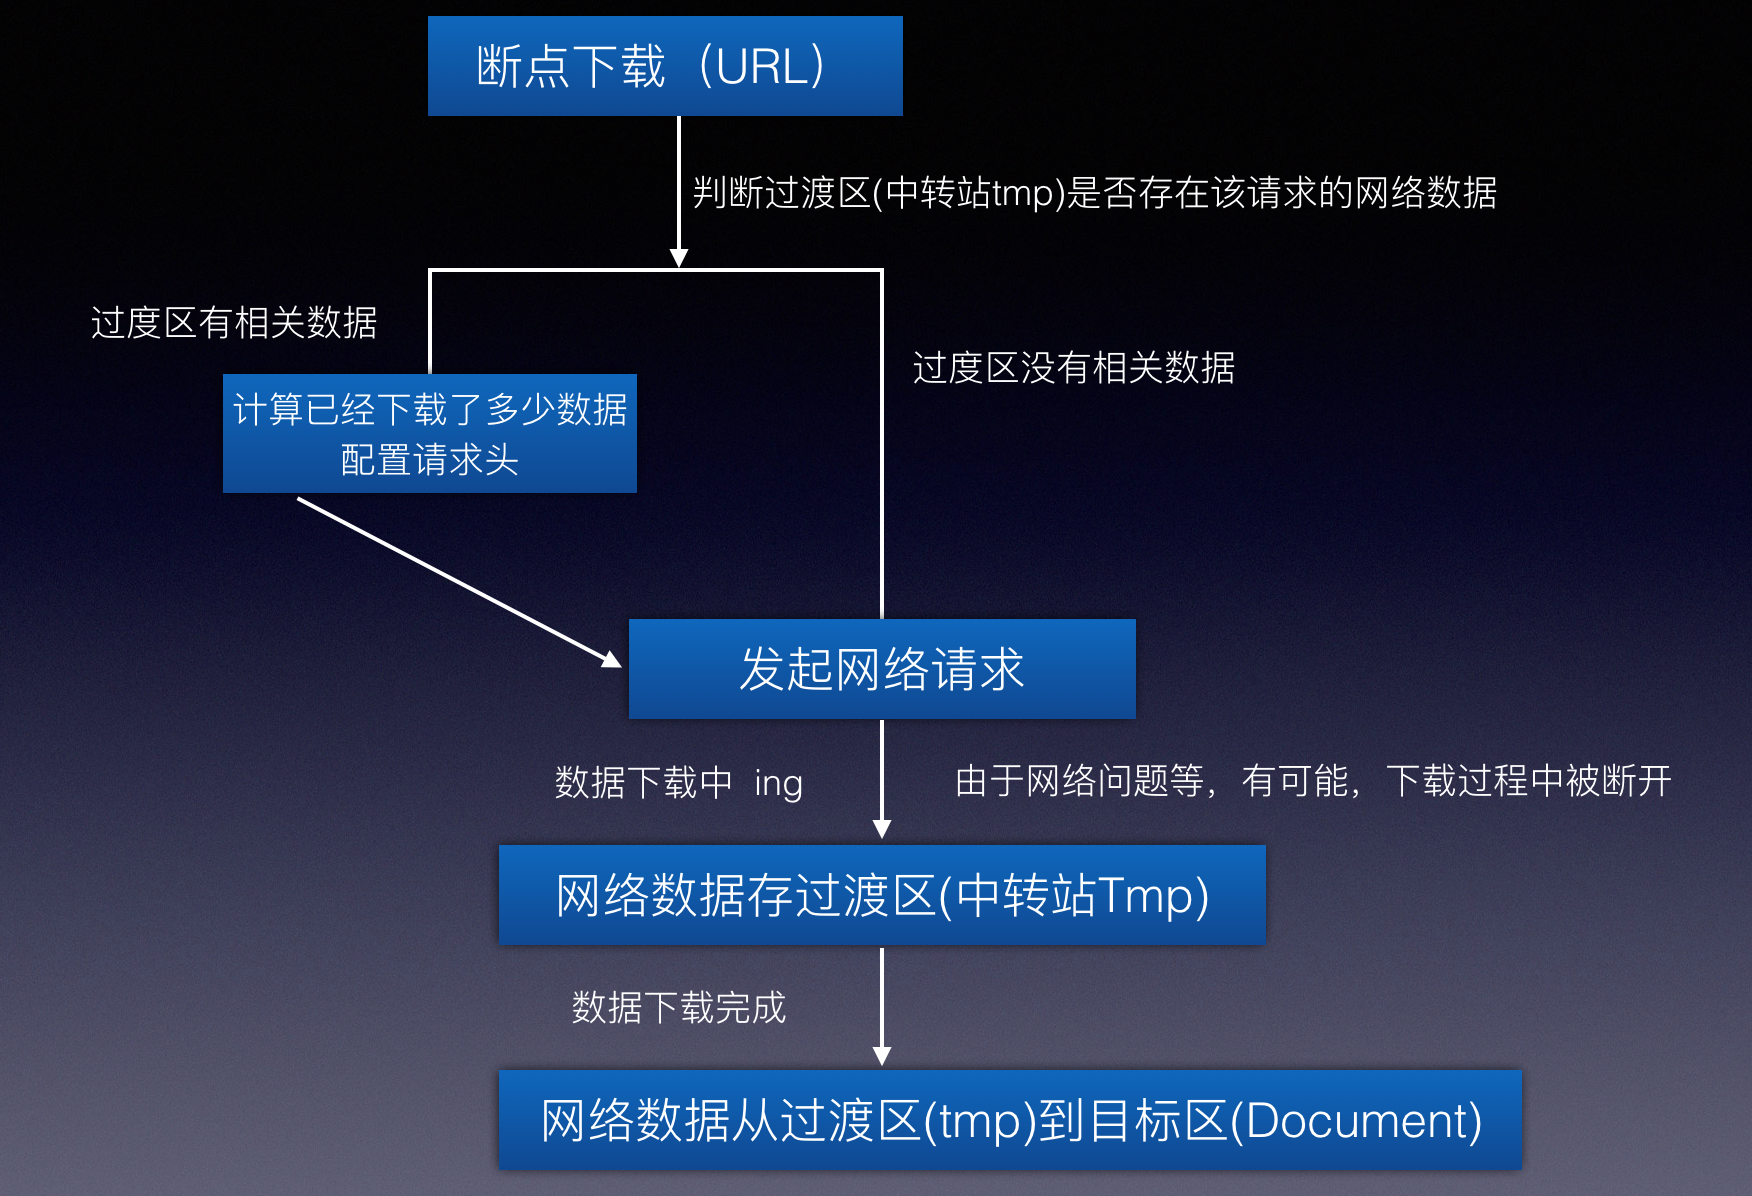 断点下载（URL）
判断过渡区(中转站tmp)是否存在该请求的网络数据
过度区有相关数据
过度区没有相关数据
计算已经下载了多少数据
配置请求头
发起网络请求
数据下载中 ing
由于网络问题等，有可能，下载过程中被断开
网络数据存过渡区(中转站Tmp)
数据下载完成
网络数据从过渡区(tmp)到目标区(Document)